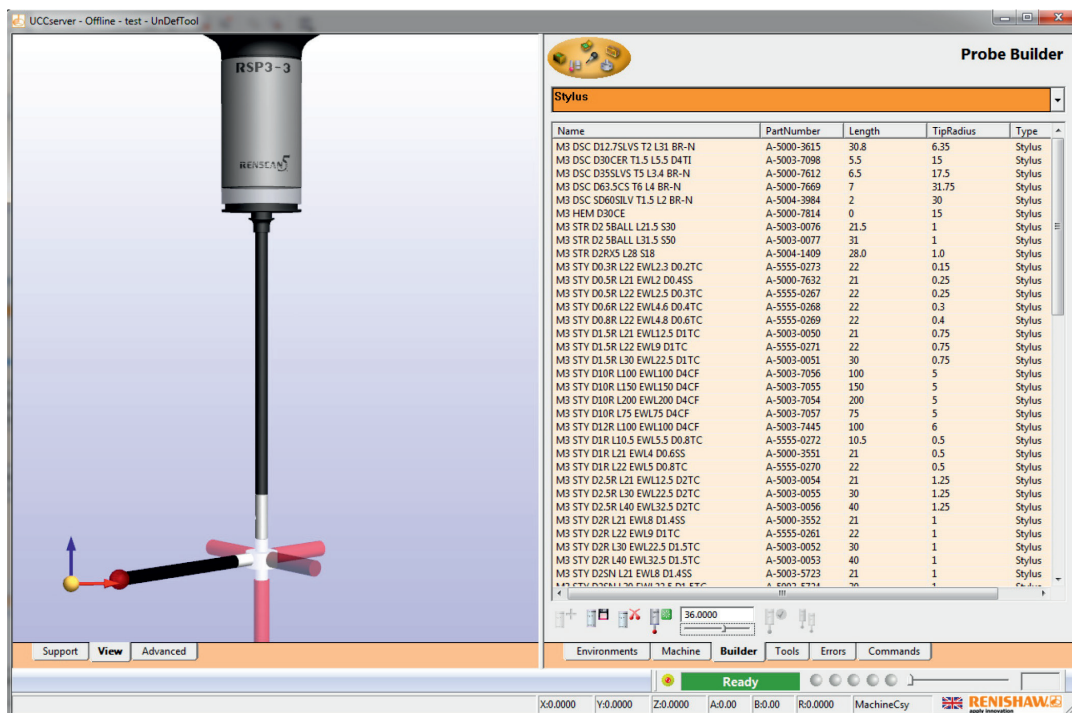 UCCserver - Offline - test - UnDefTool
RSP3-3
RENSCAN5
Probe Builder
Stylus
Name PartNumber Length TipRadius Type
M3 DSC D12.7SLVS T2 L31 BR-N A-5000-3615 30.8 6.35 Stylus
M3 DSC D30CER T1.5 L5.5 D4TI A-5003-7098 5.5 15 Stylus
M3 DSC D35SLVS T5 L3.4 BR-N A-5000-7612 6.5 17.5 Stylus
M3 DSC D63.5CS T6 L4 BR-N A-5000-7669 7 31.75 Stylus
M3 DSC SD60SILV T1.5 L2 BR-N A-5004-3984 2 30 Stylus
M3 HEM D30CE A-5000-7814 0 15 Stylus
M3 STR D2 5BALL L21.5 S30 A-5003-0076 21.5 1 Stylus
M3 STR D2 5BALL L31.5 S50 A-5003-0077 31 1 Stylus
M3 STR D2RX5 L28 S18 A-5004-1409 28.0 1.0 Stylus
M3 STY D0.3R L22 EWL2.3 D0.2TC A-5555-0273 22 0.15 Stylus
M3 STY D0.5R L21 EWL2 D0.4SS A-5000-7632 21 0.25 Stylus
M3 STY D0.5R L22 EWL2.5 D0.3TC A-5555-0267 22 0.25 Stylus
M3 STY D0.6R L22 EWL4.6 D0.4TC A-5555-0268 22 0.3 Stylus
M3 STY D0.8R L22 EWL4.8 D0.6TC A-5555-0269 22 0.4 Stylus
M3 STY D1.5R L21 EWL12.5 D1TC A-5003-0050 21 0.75 Stylus
M3 STY D1.5R L22 EWL9 D1TC A-5555-0271 22 0.75 Stylus
M3 STY D1.5R L30 EWL22.5 D1TC A-5003-0051 30 0.75 Stylus
M3 STY D10R L100 EWL100 D4CF A-5003-7056 100 5 Stylus
M3 STY D10R L150 EWL150 D4CF A-5003-7055 150 5 Stylus
M3 STY D10R L200 EWL200 D4CF A-5003-7054 200 5 Stylus
M3 STY D10R L75 EWL75 D4CF A-5003-7057 75 5 Stylus
M3 STY D12R L100 EWL100 D4CF A-5003-7445 100 6 Stylus
M3 STY D1R L10.5 EWL5.5 D0.8TC A-5555-0272 10.5 0.5 Stylus
M3 STY D1R L21 EWL4 D0.6SS A-5000-3551 21 0.5 Stylus
M3 STY D1R L22 EWL5 D0.8TC A-5555-0270 22 0.5 Stylus
M3 STY D2.5R L21 EWL12.5 D2TC A-5003-0054 21 1.25 Stylus
M3 STY D2.5R L30 EWL22.5 D2TC A-5003-0055 30 1.25 Stylus
M3 STY D2.5R L40 EWL32.5 D2TC A-5003-0056 40 1.25 Stylus
M3 STY D2R L21 EWL8 D1.4SS A-5000-3552 21 1 Stylus
M3 STY D2R L22 EWL9 D1TC A-5555-0261 22 1 Stylus
M3 STY D2R L30 EWL22.5 D1.5TC A-5003-0052 30 1 Stylus
M3 STY D2R L40 EWL32.5 D1.5TC A-5003-0053 40 1 Stylus
M3 STY D2SN L21 EWL8 D1.4SS A-5003-5723 21 1 Stylus
36.0000
Support View Advanced
Environments Machine Builder Tools Errors Commands
Ready
X:0.0000 Y:0.0000 Z:0.0000 A:0.00 B:0.00 R:0.0000 MachineCsy
RENISHAW
apply innovation